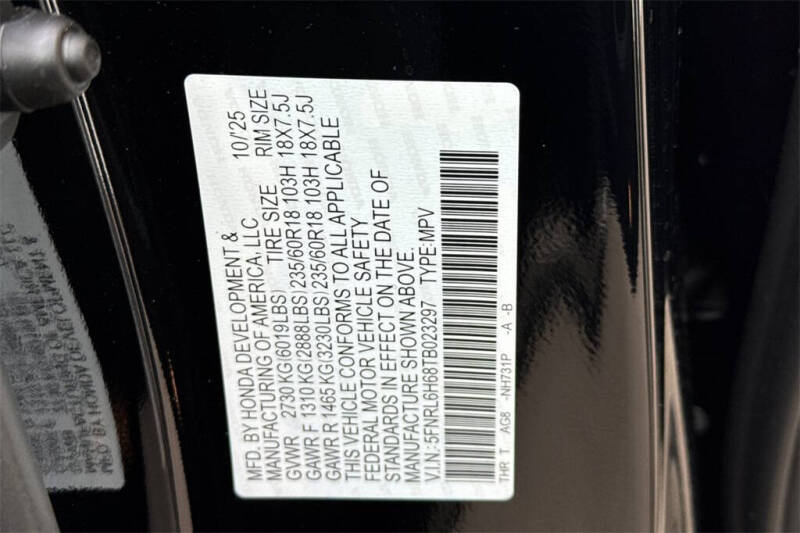 MFD. BY HONDA DEVELOPMENT & 10/'25
MANUFACTURING OF AMERICA, LLC
TIRE SIZE RIM SIZE
GVWR 2730 KG(6019LBS)
GAWR F 1310 KG(2888LBS)235/60R18 103H 18X7.5J
GAWR R 1465 KG(3230LBS)235/60R18 103H 18X7.5J
THIS VEHICLE CONFORMS TO ALL APPLICABLE
FEDERAL MOTOR VEHICLE SAFETY
STANDARDS IN EFFECT ON THE DATE OF
MANUFACTURE SHOWN ABOVE.
V.I.N.:5FNRL6H68TB023297 TYPE:MPV
THR T AG8 -NH731P -A -B